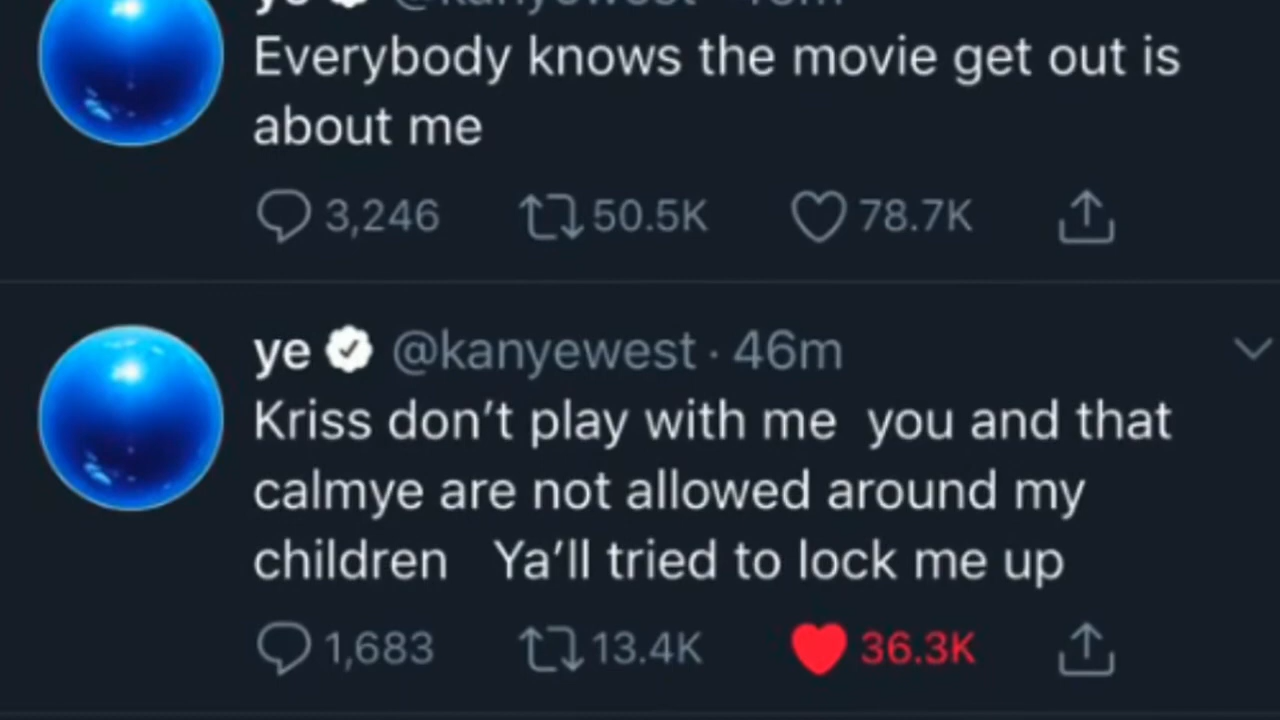 Everybody knows the movie get out is
about me
3,246 50.5K 78.7K
ye @kanyewest · 46m
Kriss don't play with me  you and that
calmye are not allowed around my
children   Ya'll tried to lock me up
1,683 13.4K 36.3K